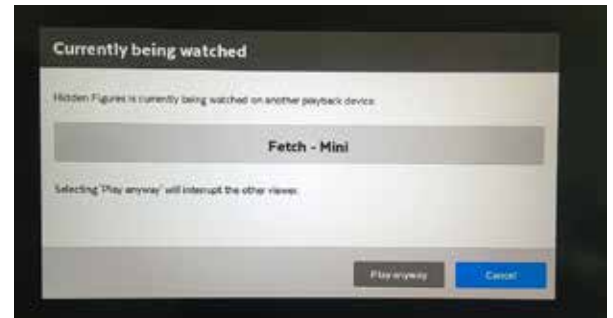 Currently being watched
Hidden Figures is currently being watched on another playback device.
Fetch - Mini
Selecting 'Play anyway' will interrupt the other viewer.
Play anyway Cancel